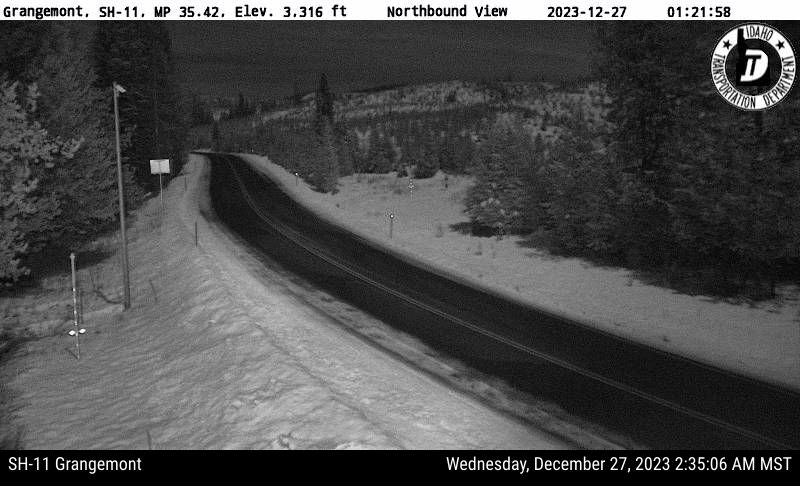 Grangemont, SH-11, MP 35.42, Elev. 3,316 ft Northbound View 2023-12-27 01:21:58
IDAHO
TRANSPORTATION DEPARTMENT
SH-11 Grangemont Wednesday, December 27, 2023 2:35:06 AM MST